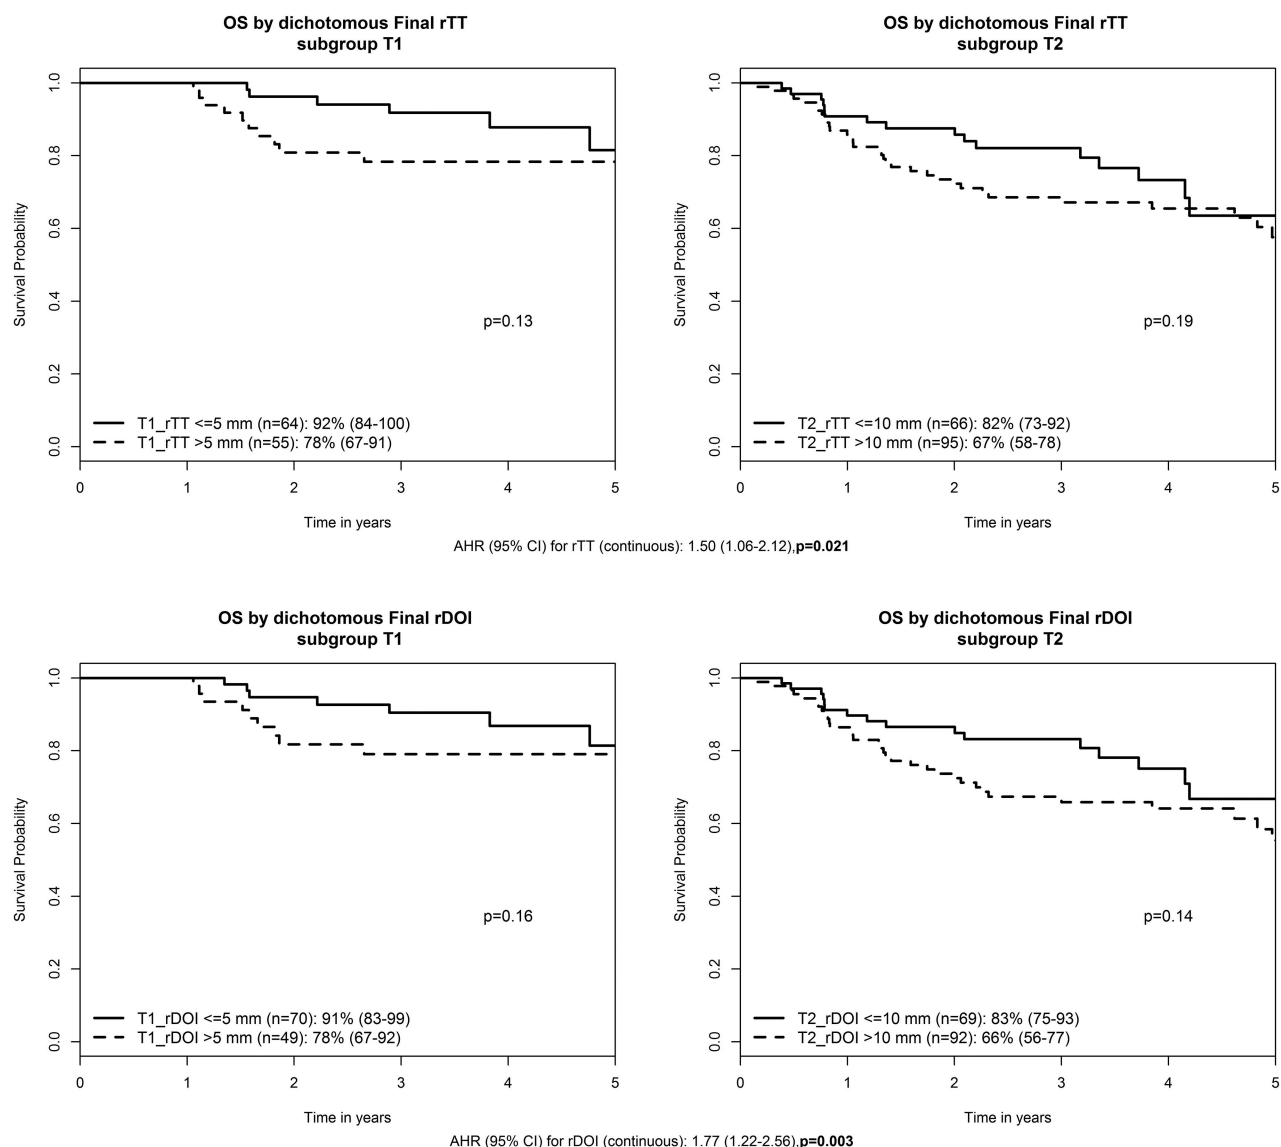 OS by dichotomous Final rTT
subgroup T1
1.0
0.8
0.6
0.4
0.2
0.0
Survival Probability
p=0.13
T1_rTT <=5 mm (n=64): 92% (84-100)
T1_rTT >5 mm (n=55): 78% (67-91)
0 1 2 3 4 5
Time in years
OS by dichotomous Final rTT
subgroup T2
1.0
0.8
0.6
0.4
0.2
0.0
Survival Probability
p=0.19
T2_rTT <=10 mm (n=66): 82% (73-92)
T2_rTT >10 mm (n=95): 67% (58-78)
0 1 2 3 4 5
Time in years
AHR (95% CI) for rTT (continuous): 1.50 (1.06-2.12),p=0.021
OS by dichotomous Final rDOI
subgroup T1
1.0
0.8
0.6
0.4
0.2
0.0
Survival Probability
p=0.16
T1_rDOI <=5 mm (n=70): 91% (83-99)
T1_rDOI >5 mm (n=49): 78% (67-92)
0 1 2 3 4 5
Time in years
OS by dichotomous Final rDOI
subgroup T2
1.0
0.8
0.6
0.4
0.2
0.0
Survival Probability
p=0.14
T2_rDOI <=10 mm (n=69): 83% (75-93)
T2_rDOI >10 mm (n=92): 66% (56-77)
0 1 2 3 4 5
Time in years
AHR (95% CI) for rDOI (continuous): 1.77 (1.22-2.56),p=0.003